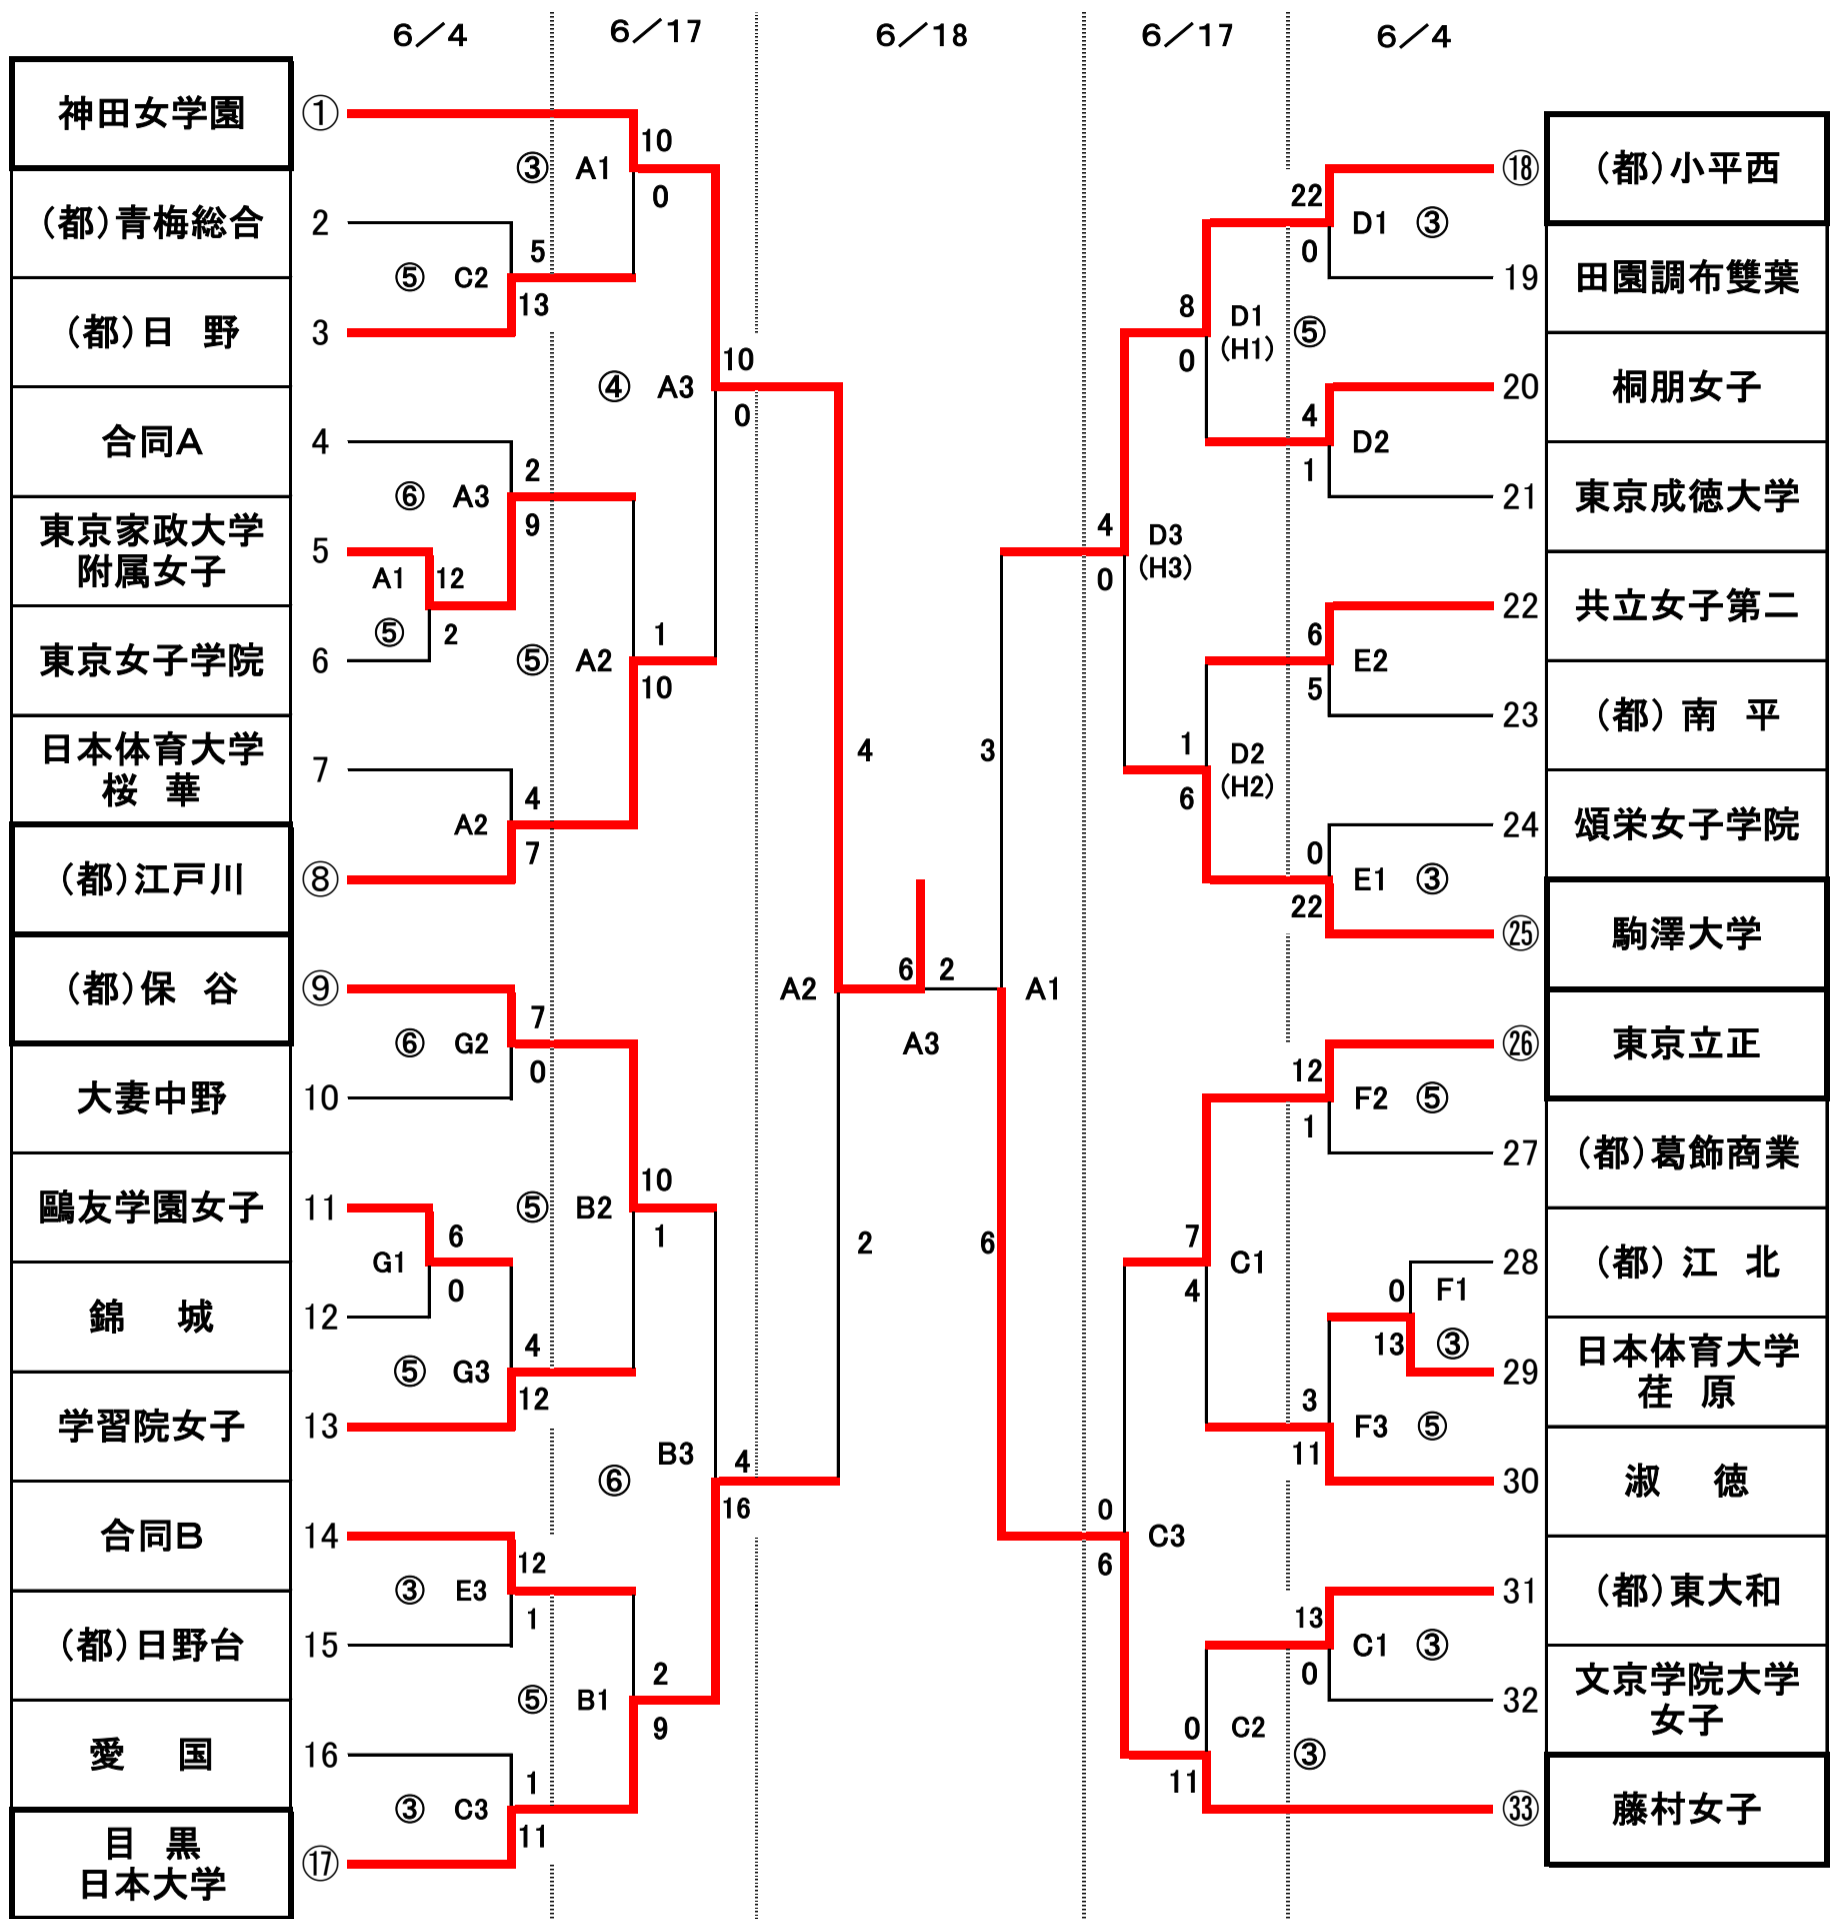 6／4
6／17
6／18
6／17
6／4
神田女学園
①
（都）青梅総合
2
（都）日　野
3
合同A
4
東京家政大学
附属女子
5
東京女子学院
6
日本体育大学
桜　華
7
（都）江戸川
⑧
（都）保　谷
⑨
大妻中野
10
鷗友学園女子
11
錦　　城
12
学習院女子
13
合同B
14
（都）日野台
15
愛　　国
16
目　黒
日本大学
⑰
③ A1
10
0
⑤ C2
5
13
④ A3
10
0
⑥ A3
2
9
A1
⑤
12
2
⑤ A2
1
10
A2
4
7
⑥ G2
7
0
⑤ B2
10
1
G1
6
0
⑤ G3
4
12
⑥ B3
4
16
③ E3
12
1
⑤ B1
2
9
③ C3
1
11
A2
4
2
A3
6
2
A1
3
6
D3
(H3)
4
0
D1
(H1)
⑤
8
0
D2
(H2)
1
6
D1 ③
22
0
D2
4
1
E2
6
5
E1 ③
0
22
F2 ⑤
12
1
C1
7
4
F1
③
0
13
F3 ⑤
3
11
C3
0
6
C1 ③
13
0
C2
③
0
11
⑱
（都）小平西
19
田園調布雙葉
20
桐朋女子
21
東京成徳大学
22
共立女子第二
23
（都）南　平
24
頌栄女子学院
㉕
駒澤大学
㉖
東京立正
27
（都）葛飾商業
28
（都）江　北
29
日本体育大学
荏　原
30
淑　　徳
31
（都）東大和
32
文京学院大学
女子
㉝
藤村女子